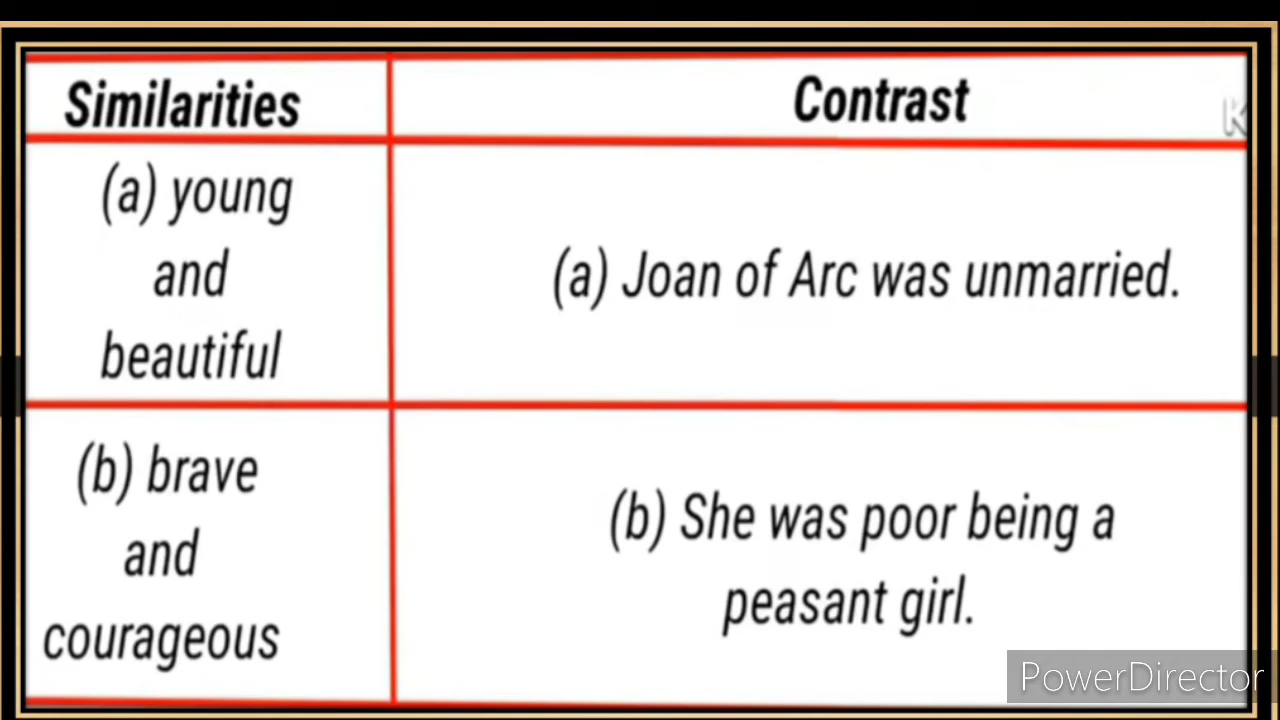 Similarities
Contrast
K
(a) young
and
beautiful
(a) Joan of Arc was unmarried.
(b) brave
and
courageous
(b) She was poor being a
peasant girl.
PowerDirector